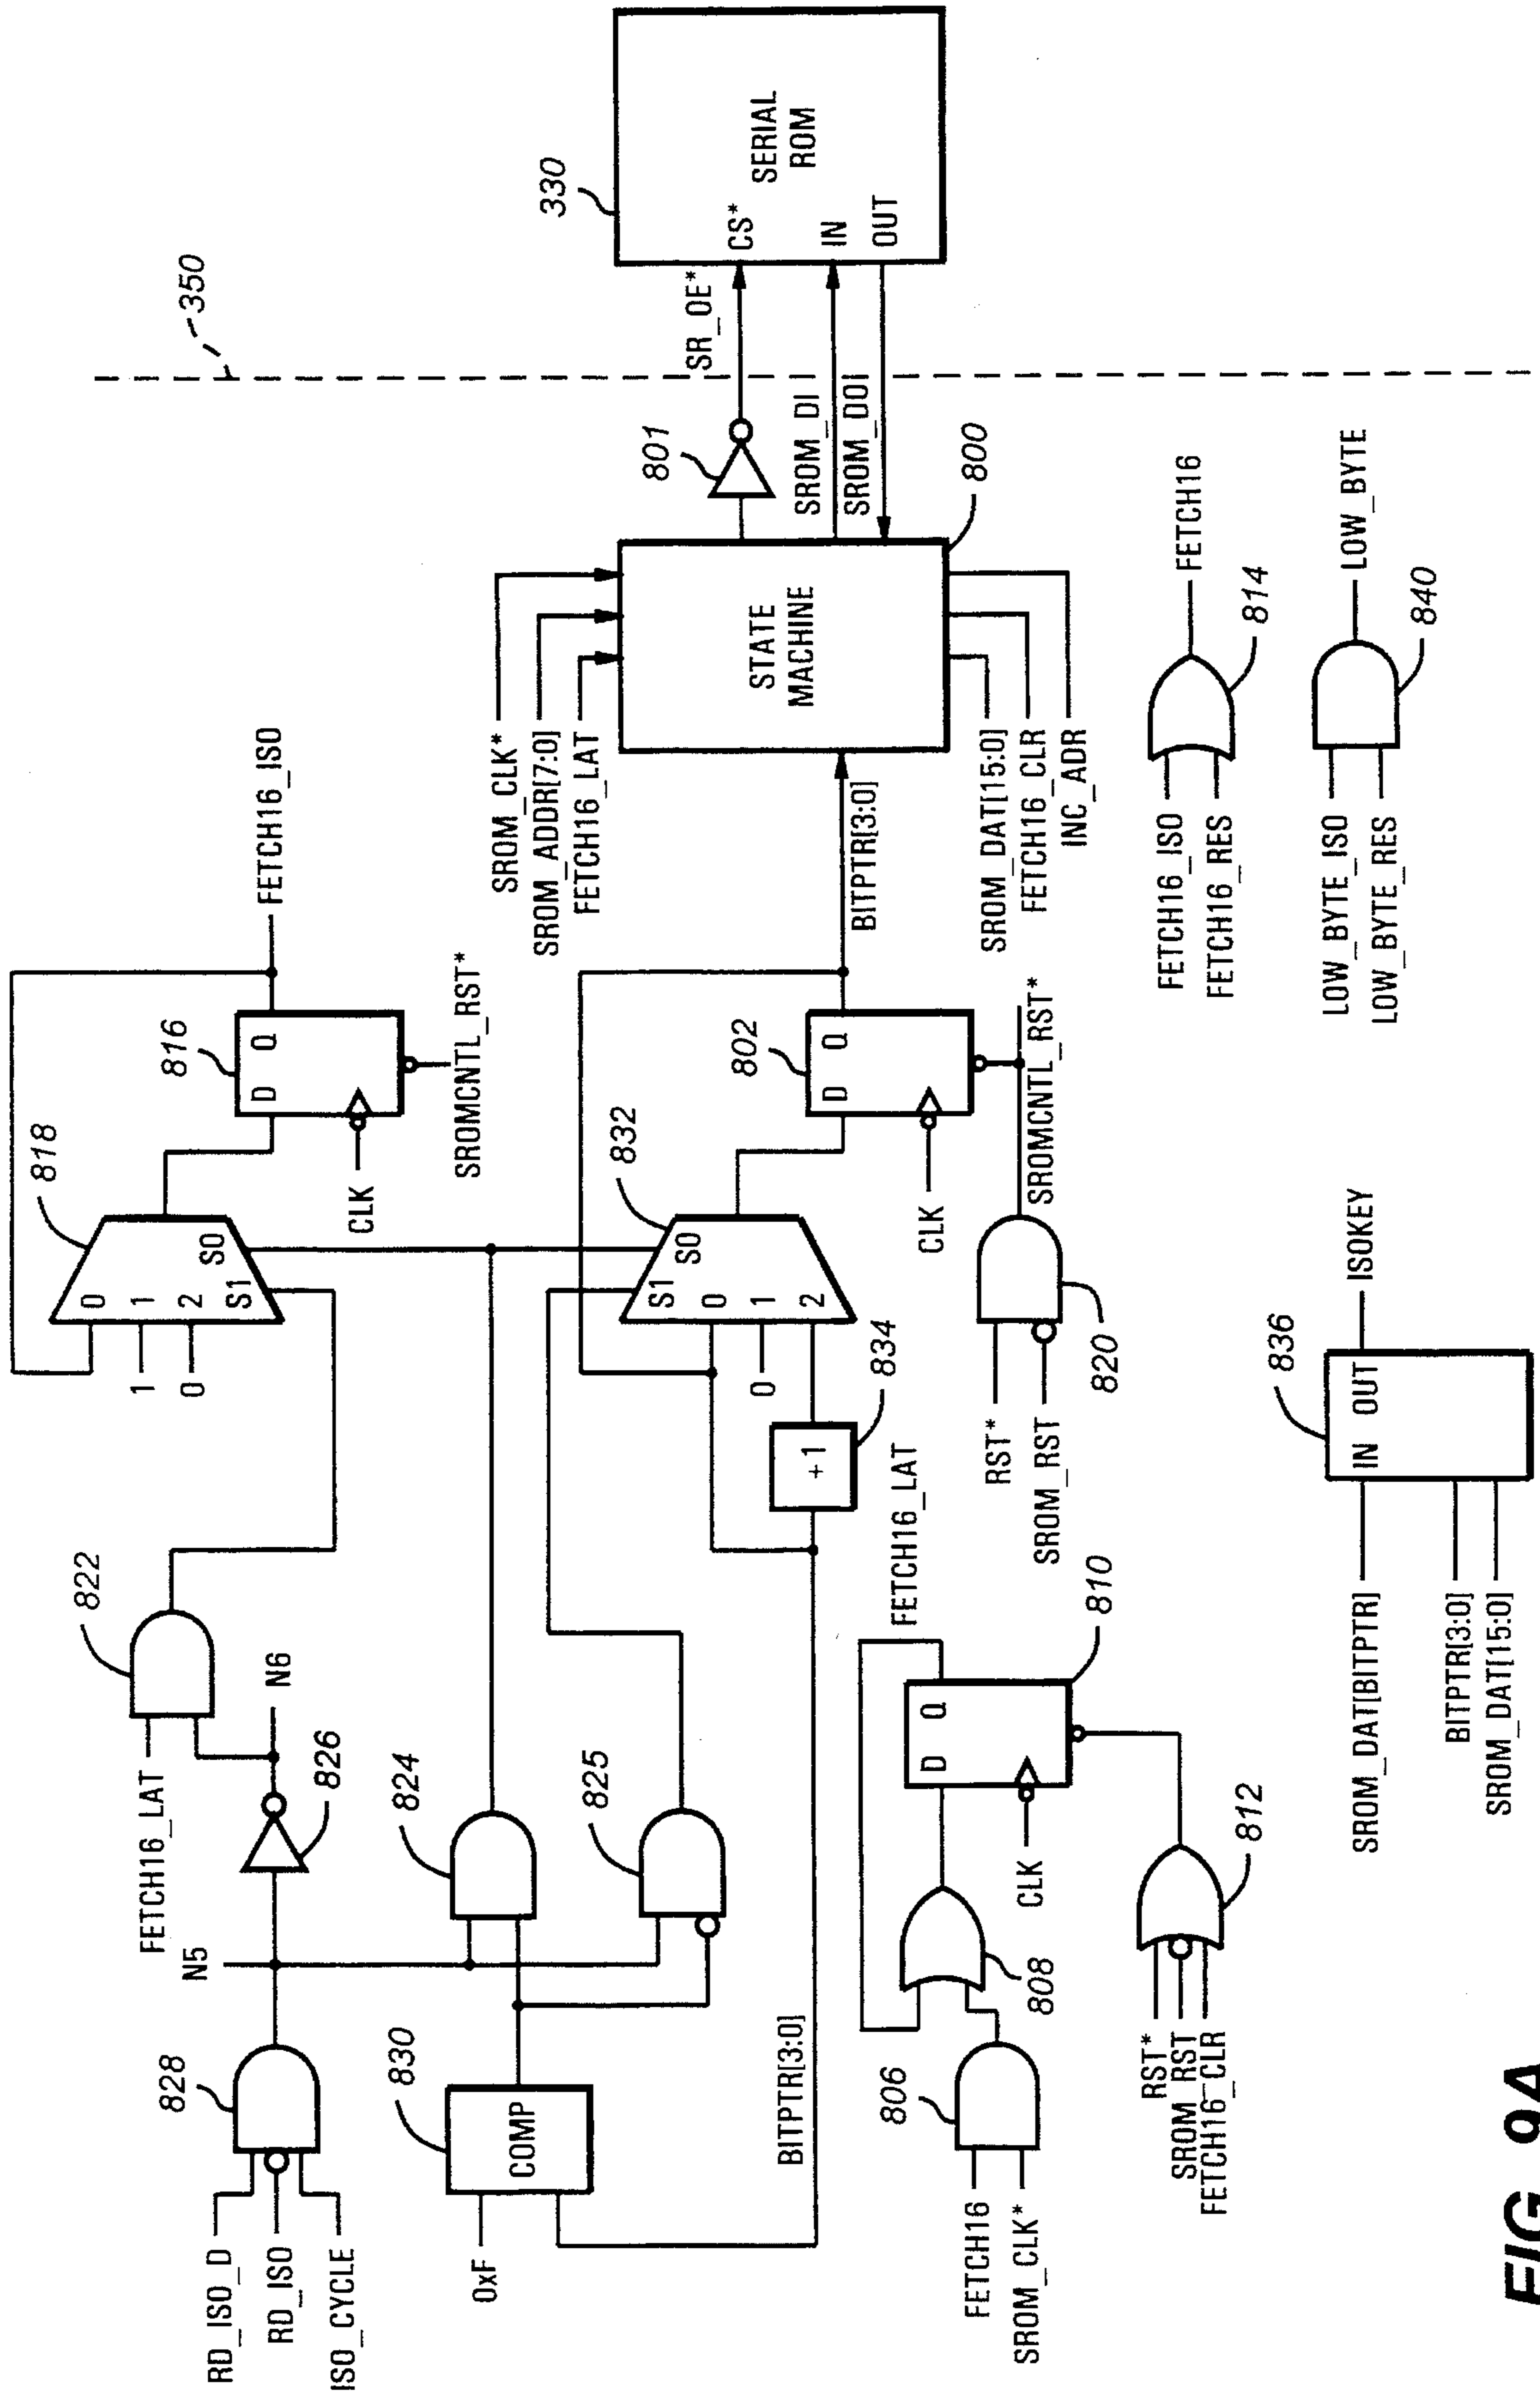 350
330
SERIAL
ROM
CS*
IN
OUT
SR_OE*
801
SROM_DI
SROM_DOI
800
STATE
MACHINE
SROM_CLK*
SROM_ADDR[7:0]
FETCH16_LAT
BITPTR[3:0]
SROM_DAT[15:0]
FETCH16_CLR
INC_ADR
FETCH16_ISO
816
D Q
CLK
SROMCNTL_RST*
818
0
1
2
S1
S0
1
0
822
FETCH16_LAT
N6
826
N5
828
RD_ISO_D
RD_ISO
ISO_CYCLE
824
825
830
COMP
0xF
BITPTR[3:0]
832
S1
S0
0
1
2
0
834
+1
802
D Q
CLK
SROMCNTL_RST*
820
RST*
SROM_RST
FETCH16_LAT
810
D Q
CLK
808
806
FETCH16
SROM_CLK*
812
RST*
SROM_RST
FETCH16_CLR
814
FETCH16_ISO
FETCH16_RES
FETCH16
840
LOW_BYTE_ISO
LOW_BYTE_RES
LOW_BYTE
836
IN OUT
ISOKEY
SROM_DAT[BITPTR]
BITPTR[3:0]
SROM_DAT[15:0]
FIG. 9A